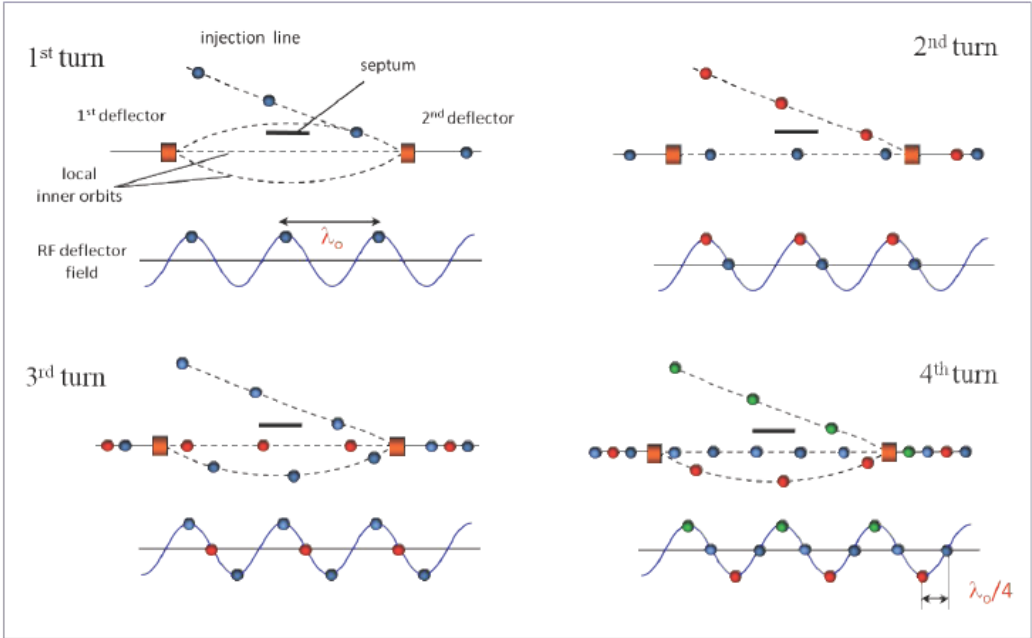 1st turn
injection line
septum
1st deflector
2nd deflector
local
inner orbits
λo
RF deflector
field
2nd turn
3rd turn
4th turn
λo/4